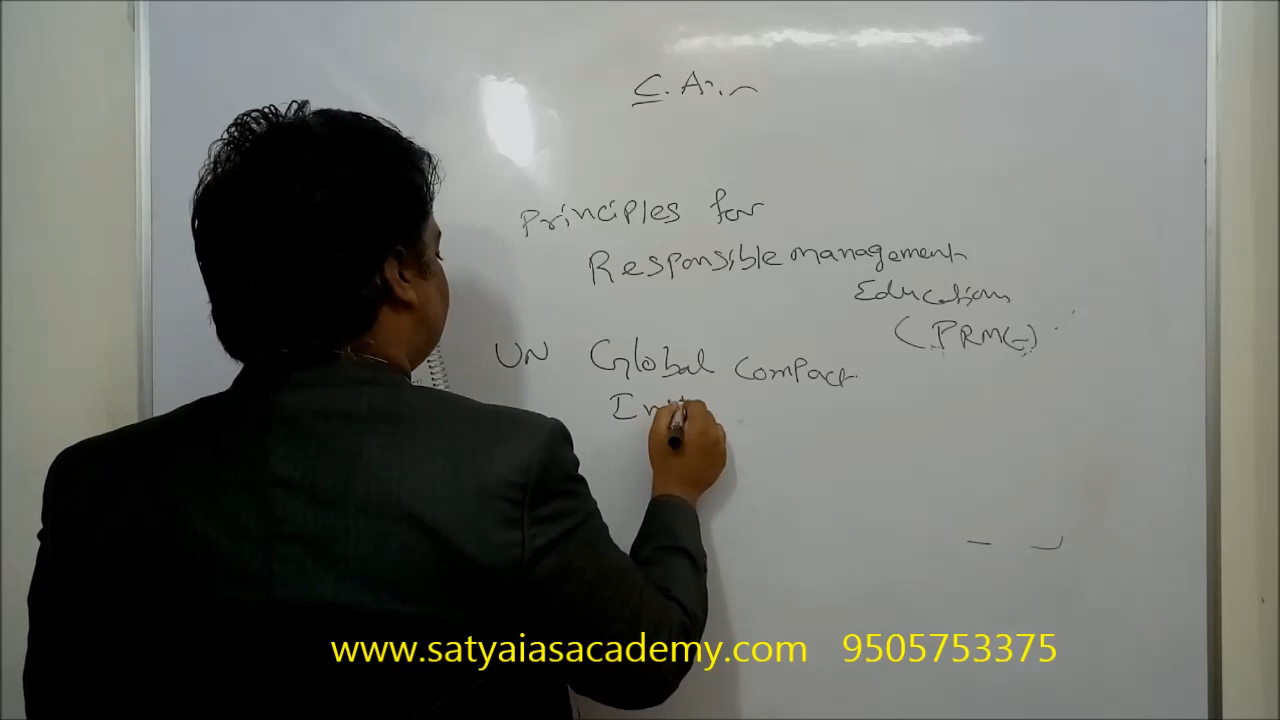 C.A.
Principles for
Responsible management
Education
(PRME)
UN Global Compact
www.satyaiasacademy.com 9505753375